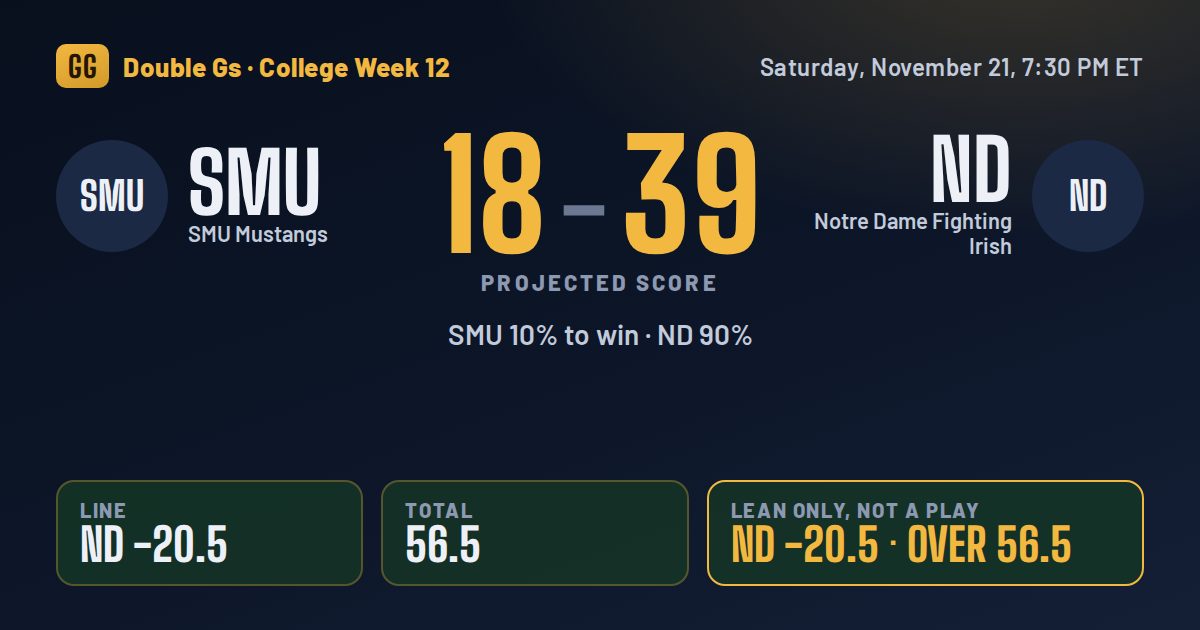 GG Double Gs · College Week 12
Saturday, November 21, 7:30 PM ET
SMU
SMU
SMU Mustangs
18 – 39
PROJECTED SCORE
SMU 10% to win · ND 90%
ND
Notre Dame Fighting
Irish
ND
LINE
ND −20.5
TOTAL
56.5
LEAN ONLY, NOT A PLAY
ND −20.5 · OVER 56.5